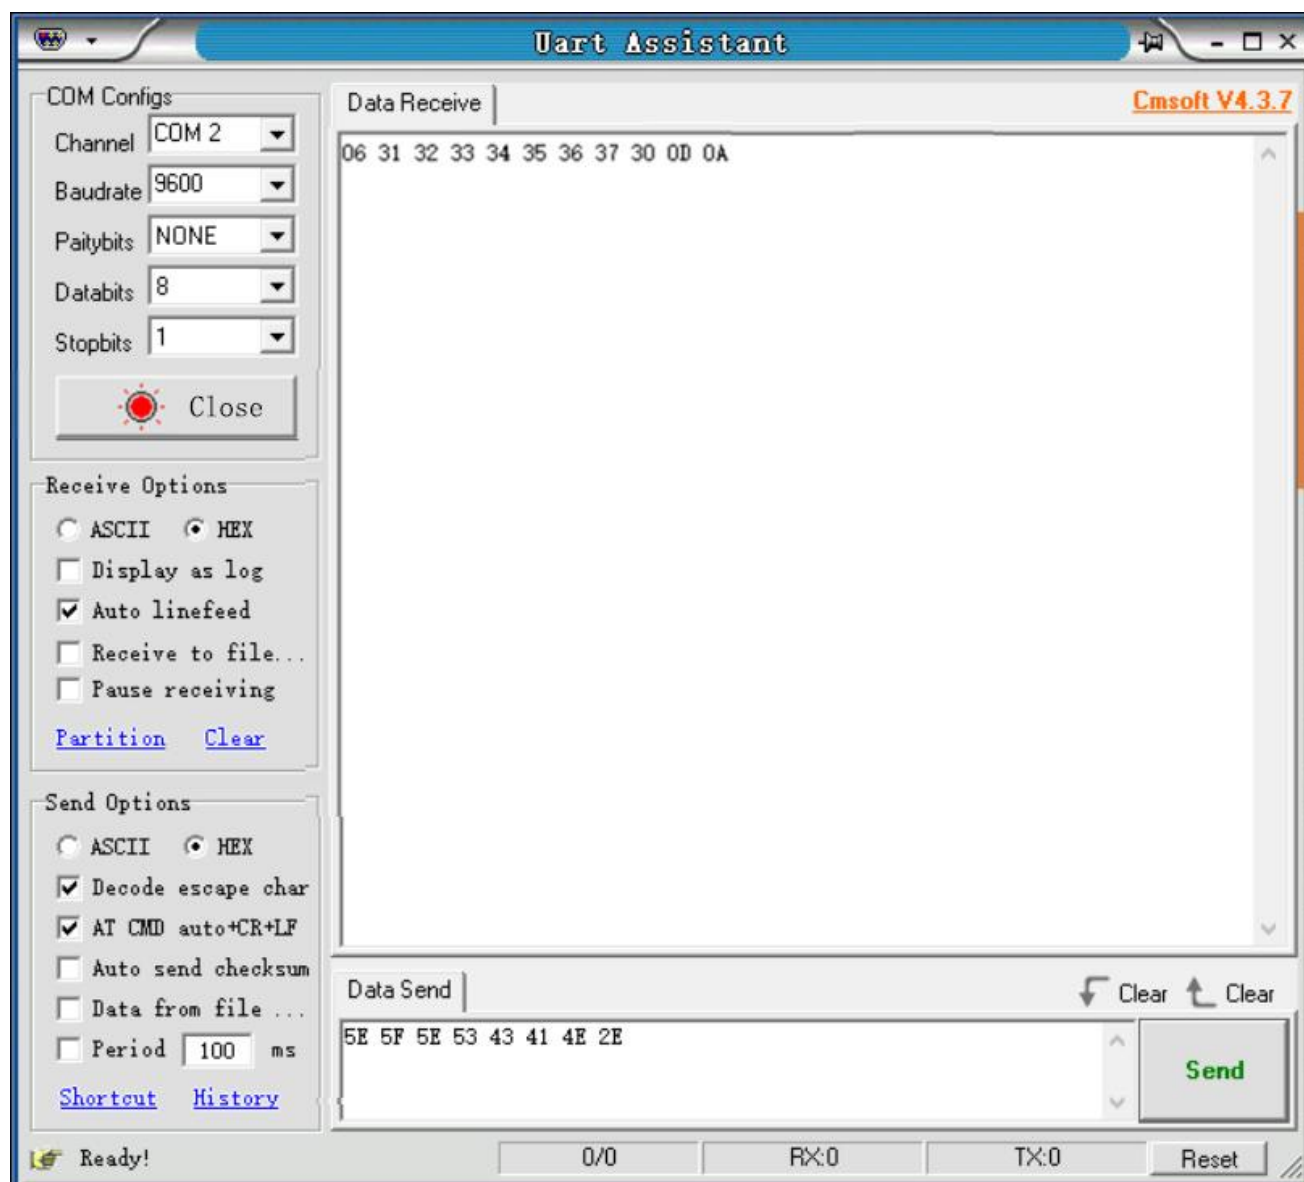 Uart Assistant
COM Configs
Channel COM 2
Baudrate 9600
Paitybits NONE
Databits 8
Stopbits 1
Close
Receive Options
ASCII HEX
Display as log
Auto linefeed
Receive to file...
Pause receiving
Partition Clear
Send Options
ASCII HEX
Decode escape char
AT CMD auto+CR+LF
Auto send checksum
Data from file ...
Period 100 ms
Shortcut History
Data Receive Cmsoft V4.3.7
06 31 32 33 34 35 36 37 30 0D 0A
Data Send Clear Clear
5E 5F 5E 53 43 41 4E 2E
Send
Ready! 0/0 RX:0 TX:0 Reset